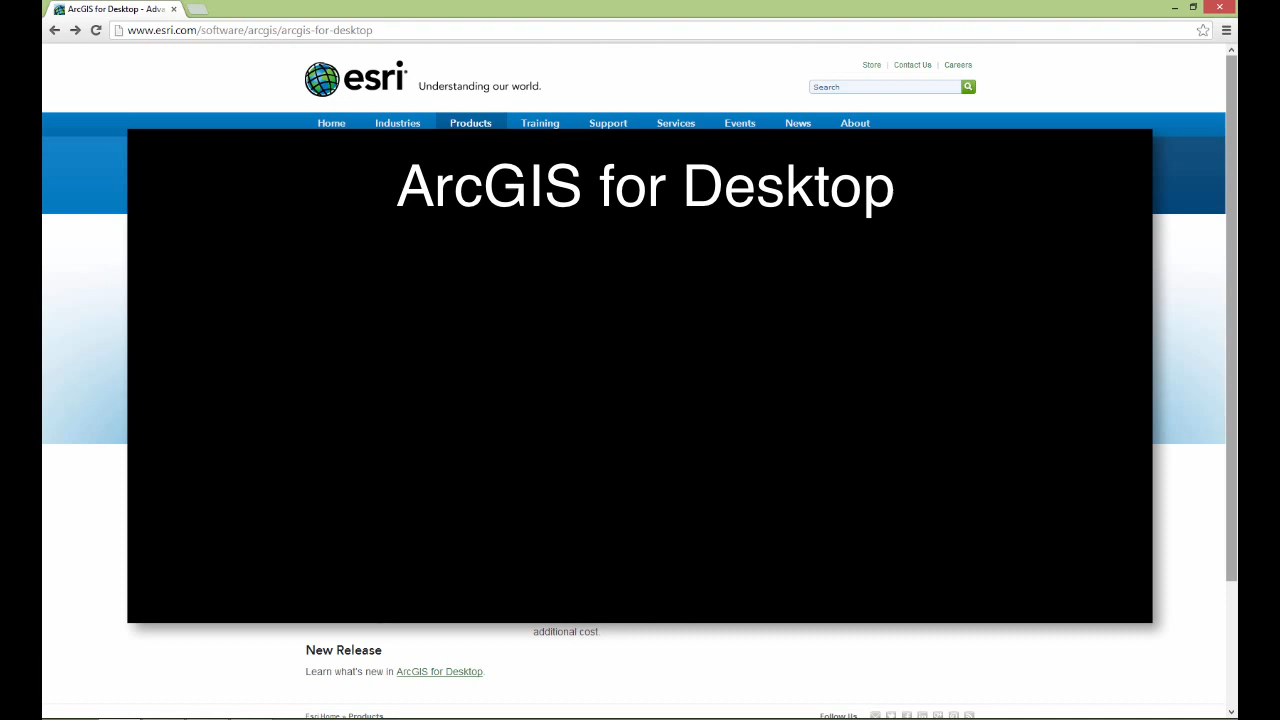 ArcGIS for Desktop - Adva
www.esri.com/software/arcgis/arcgis-for-desktop
esri Understanding our world.
Store | Contact Us | Careers
Search
Home Industries Products Training Support Services Events News About
ArcGIS for Desktop
additional cost.
New Release
Learn what's new in ArcGIS for Desktop.
Esri Home » Products
Follow Us